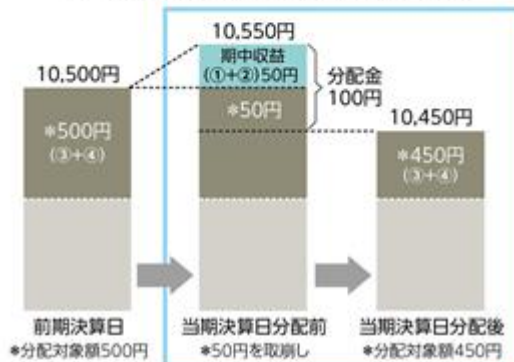 10,550円
期中収益
(①+②)50円
分配金
100円
10,500円
*50円
10,450円
*500円
(③+④)
*450円
(③+④)
前期決算日
*分配対象額500円
当期決算日分配前
*50円を取崩し
当期決算日分配後
*分配対象額450円